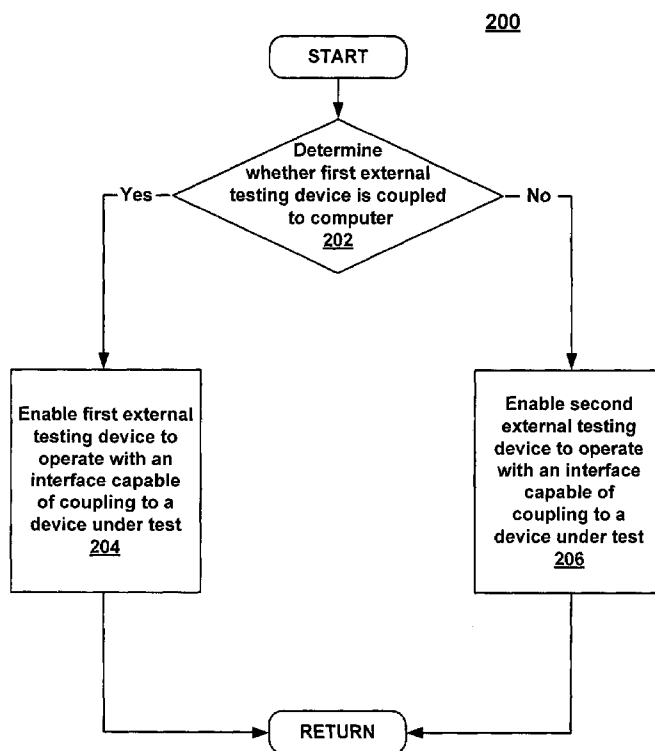 200
START
Determine
whether first external
testing device is coupled
to computer
202
Yes
No
Enable first external
testing device to
operate with an
interface capable
of coupling to a
device under test
204
Enable second
external testing
device to operate
with an interface
capable of
coupling to a
device under test
206
RETURN